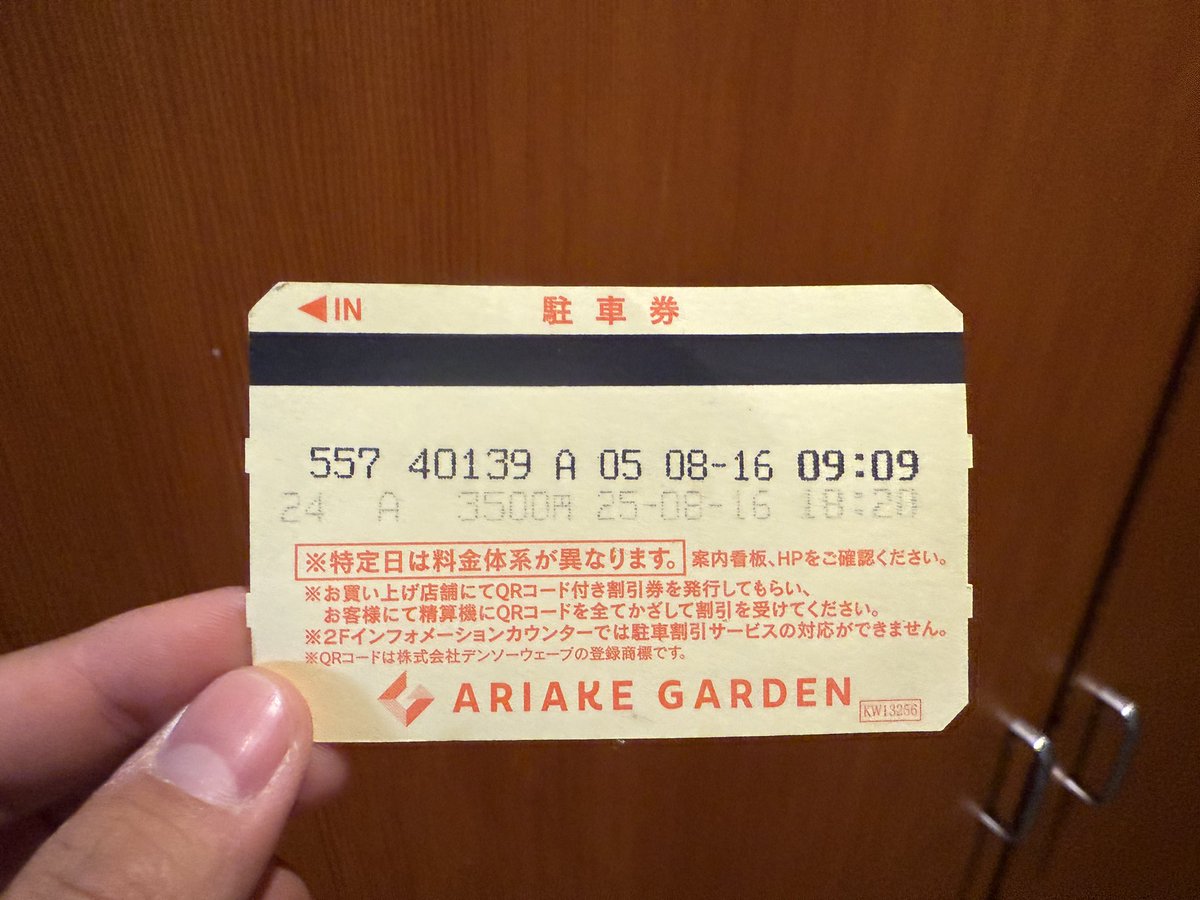 ◀IN 駐車券
557 40139 A 05 08-16 09:09
24 A 3500円 25-08-16 18:20
※特定日は料金体系が異なります。 案内看板、HPをご確認ください。
※お買い上げ店舗にてQRコード付き割引券を発行してもらい、
お客様にて精算機にQRコードを全てかざして割引を受けてください。
※2Fインフォメーションカウンターでは駐車割引サービスの対応ができません。
※QRコードは株式会社デンソーウェーブの登録商標です。
ARIAKE GARDEN KW13256